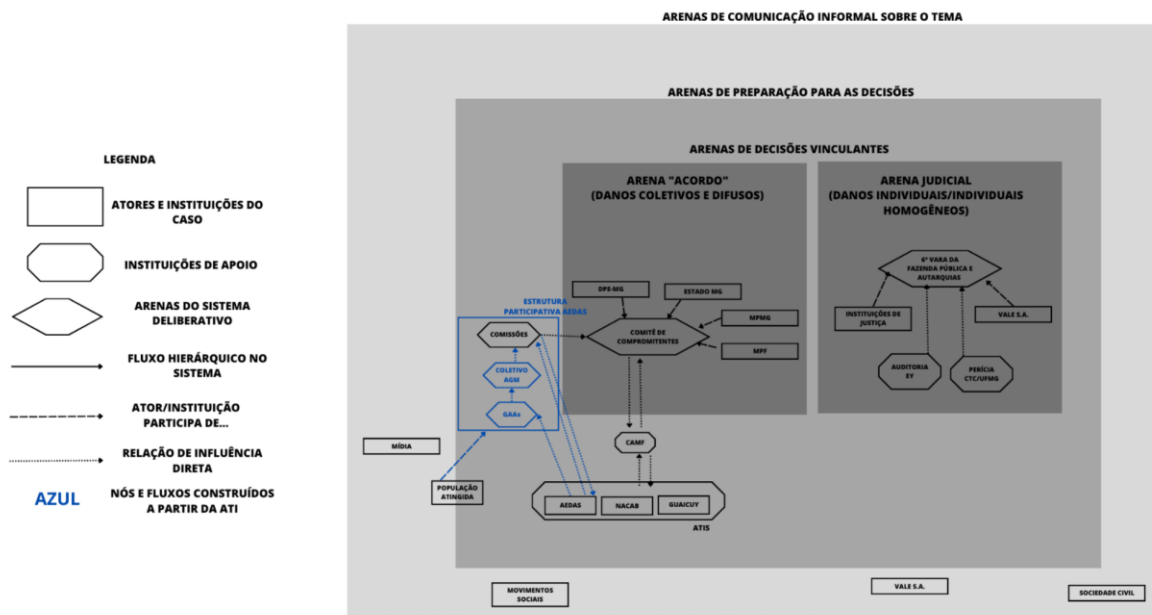 ARENAS DE COMUNICAÇÃO INFORMAL SOBRE O TEMA
ARENAS DE PREPARAÇÃO PARA AS DECISÕES
ARENAS DE DECISÕES VINCULANTES
LEGENDA
ATORES E INSTITUIÇÕES DO
CASO
INSTITUIÇÕES DE APOIO
ARENAS DO SISTEMA
DELIBERATIVO
FLUXO HIERÁRQUICO NO
SISTEMA
ATOR/INSTITUIÇÃO
PARTICIPA DE...
RELAÇÃO DE INFLUÊNCIA
DIRETA
AZUL
NÓS E FLUXOS CONSTRUÍDOS
A PARTIR DA ATI
ARENA "ACORDO"
(DANOS COLETIVOS E DIFUSOS)
ARENA JUDICIAL
(DANOS INDIVIDUAIS/INDIVIDUAIS
HOMOGÊNEOS)
6ª VARA DA
FAZENDA PÚBLICA E
AUTARQUIAS
INSTITUIÇÕES
DE JUSTIÇA
VALE S.A.
AUDITORIA
EY
PERÍCIA
CTC/UFMG
DPE-MG
ESTADO MG
MPMG
MPF
COMITÊ DE
COMPROMITENTES
ESTRUTURA
PARTICIPATIVA AEDAS
COMISSÕES
COLETIVO
AGM
GAAs
MÍDIA
POPULAÇÃO
ATINGIDA
CAMF
AEDAS
NACAB
GUAICUY
ATIS
MOVIMENTOS
SOCIAIS
VALE S.A.
SOCIEDADE CIVIL